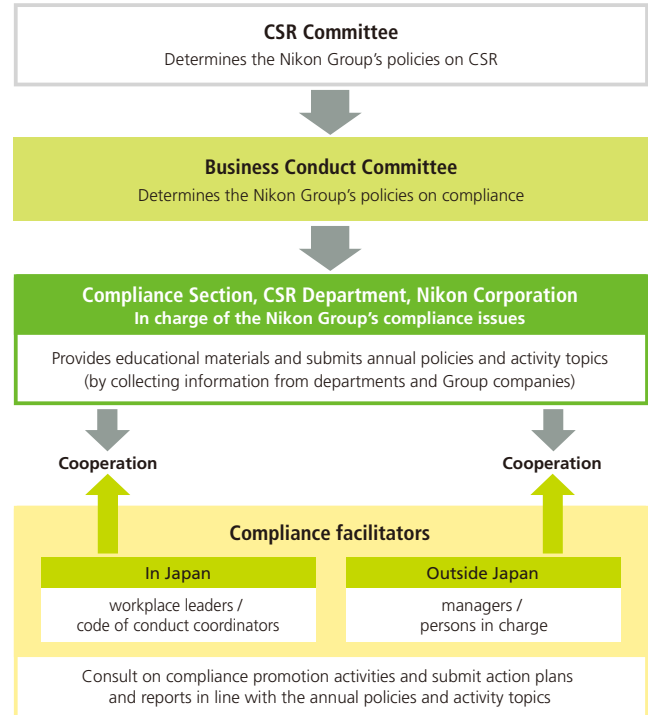 CSR Committee
Determines the Nikon Group's policies on CSR
Business Conduct Committee
Determines the Nikon Group's policies on compliance
Compliance Section, CSR Department, Nikon Corporation
In charge of the Nikon Group's compliance issues
Provides educational materials and submits annual policies and activity topics
(by collecting information from departments and Group companies)
Cooperation
Cooperation
Compliance facilitators
In Japan
workplace leaders /
code of conduct coordinators
Outside Japan
managers /
persons in charge
Consult on compliance promotion activities and submit action plans
and reports in line with the annual policies and activity topics